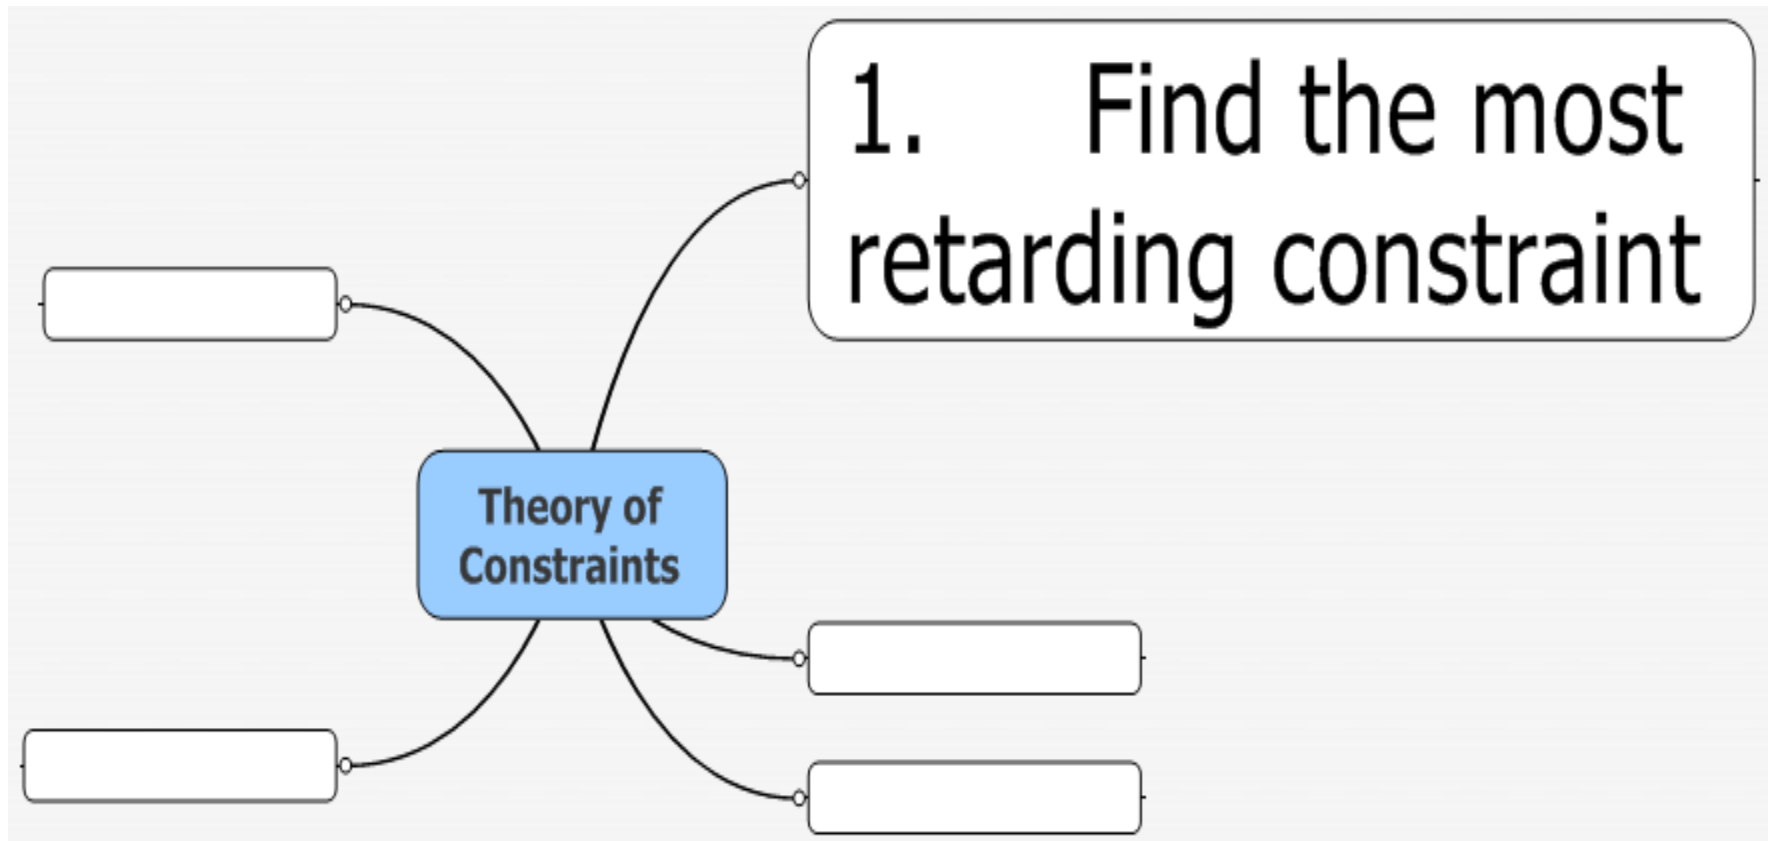 1. Find the most
retarding constraint
Theory of
Constraints